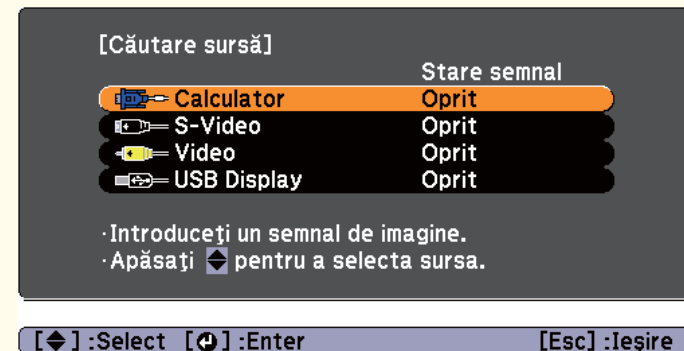 [Căutare sursă]
Stare semnal
Calculator Oprit
S-Video Oprit
Video Oprit
USB Display Oprit
·Introduceţi un semnal de imagine.
·Apăsaţi pentru a selecta sursa.
[ ] :Select [ ] :Enter [Esc] :Ieşire